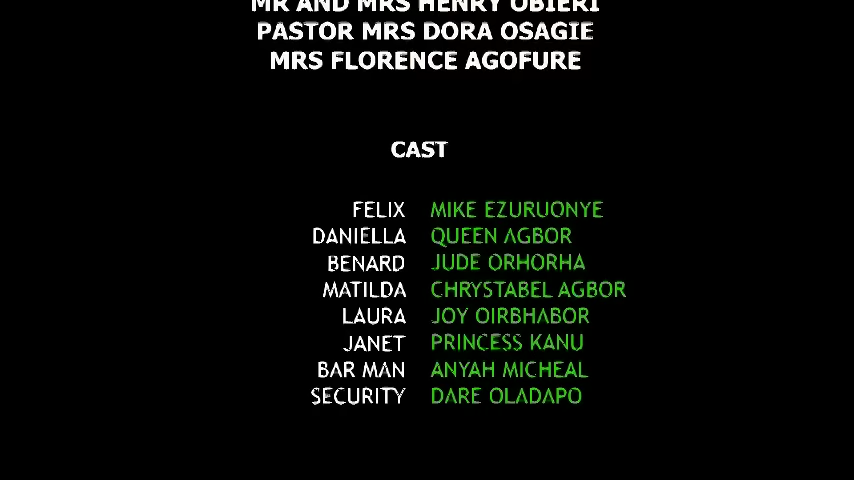 MR AND MRS HENRY OBIERI
PASTOR MRS DORA OSAGIE
MRS FLORENCE AGOFURE
CAST
FELIX MIKE EZURUONYE
DANIELLA QUEEN AGBOR
BENARD JUDE ORHORHA
MATILDA CHRYSTABEL AGBOR
LAURA JOY OIRBHABOR
JANET PRINCESS KANU
BAR MAN ANYAH MICHEAL
SECURITY DARE OLADAPO